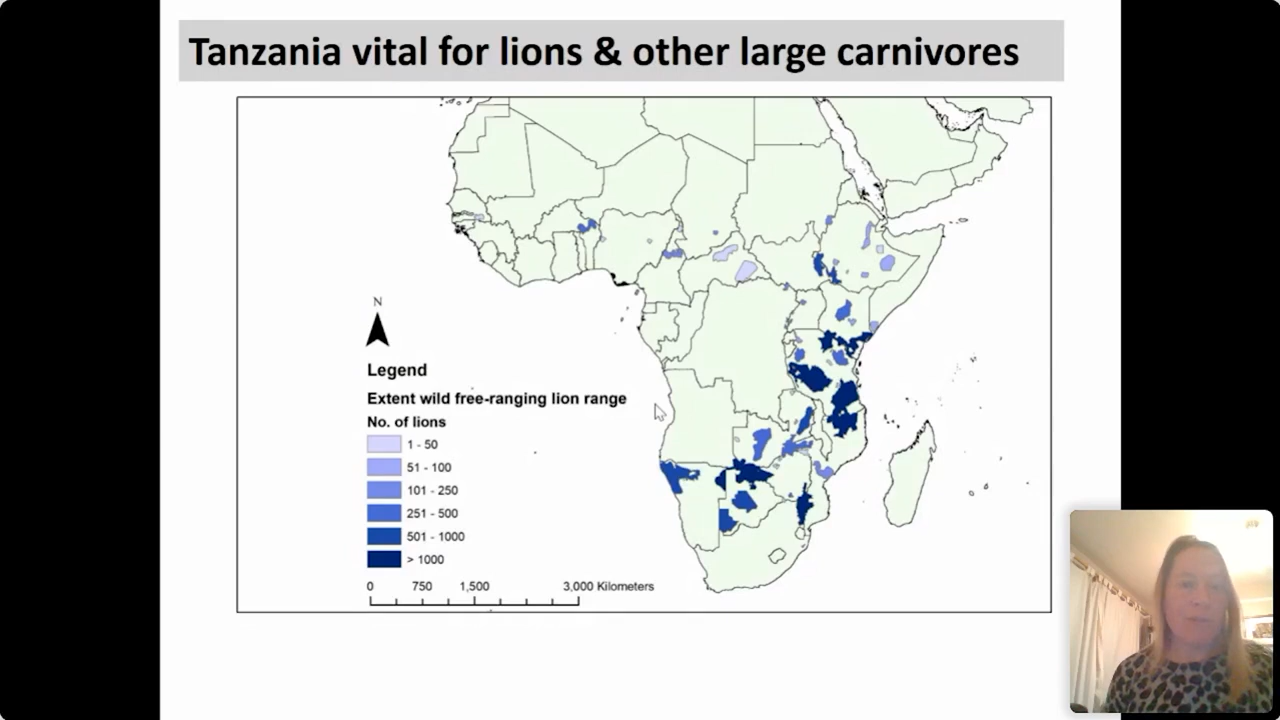 Tanzania vital for lions & other large carnivores
N
Legend
Extent wild free-ranging lion range
No. of lions
1 - 50
51 - 100
101 - 250
251 - 500
501 - 1000
> 1000
0 750 1,500 3,000 Kilometers